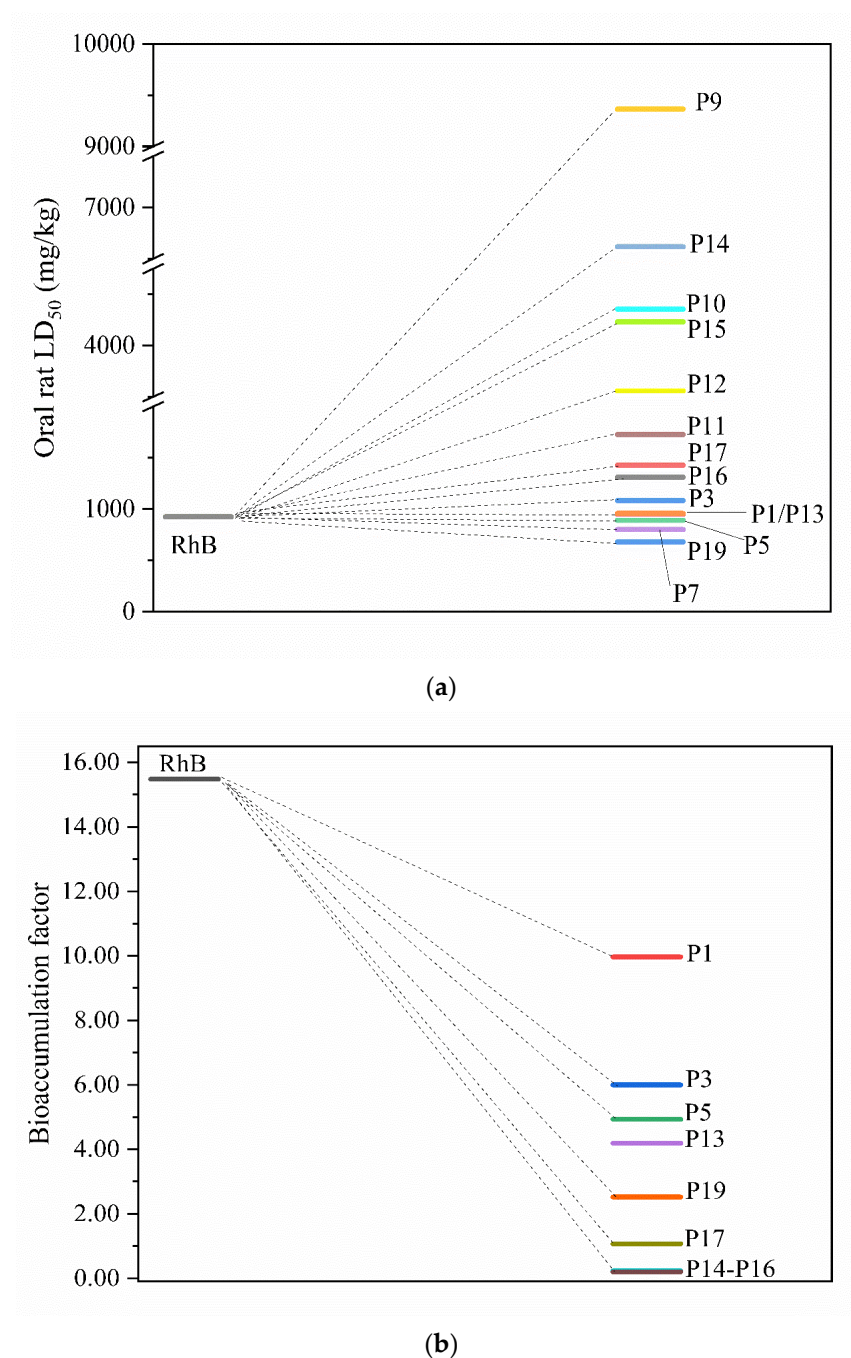 10000
9000
7000
4000
1000
0
Oral rat LD50 (mg/kg)
RhB
P9
P14
P10
P15
P12
P11
P17
P16
P3
P1/P13
P5
P19
P7
(a)
16.00
14.00
12.00
10.00
8.00
6.00
4.00
2.00
0.00
Bioaccumulation factor
RhB
P1
P3
P5
P13
P19
P17
P14-P16
(b)